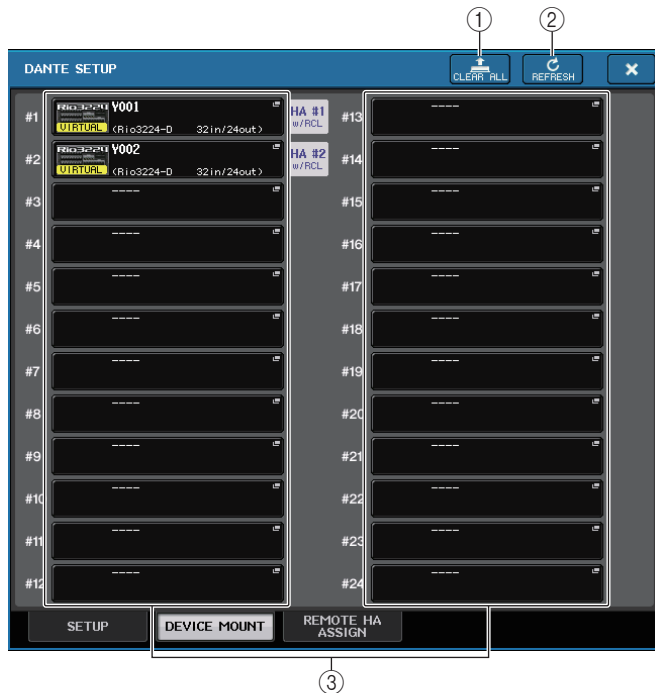 ① ②
DANTE SETUP CLEAR ALL REFRESH ×
#1 Rio3224 Y001 VIRTUAL (Rio3224-D 32in/24out) HA #1 w/RCL #13 ----
#2 Rio3224 Y002 VIRTUAL (Rio3224-D 32in/24out) HA #2 w/RCL #14 ----
#3 ---- #15 ----
#4 ---- #16 ----
#5 ---- #17 ----
#6 ---- #18 ----
#7 ---- #19 ----
#8 ---- #20 ----
#9 ---- #21 ----
#10 ---- #22 ----
#11 ---- #23 ----
#12 ---- #24 ----
SETUP DEVICE MOUNT REMOTE HA ASSIGN
③